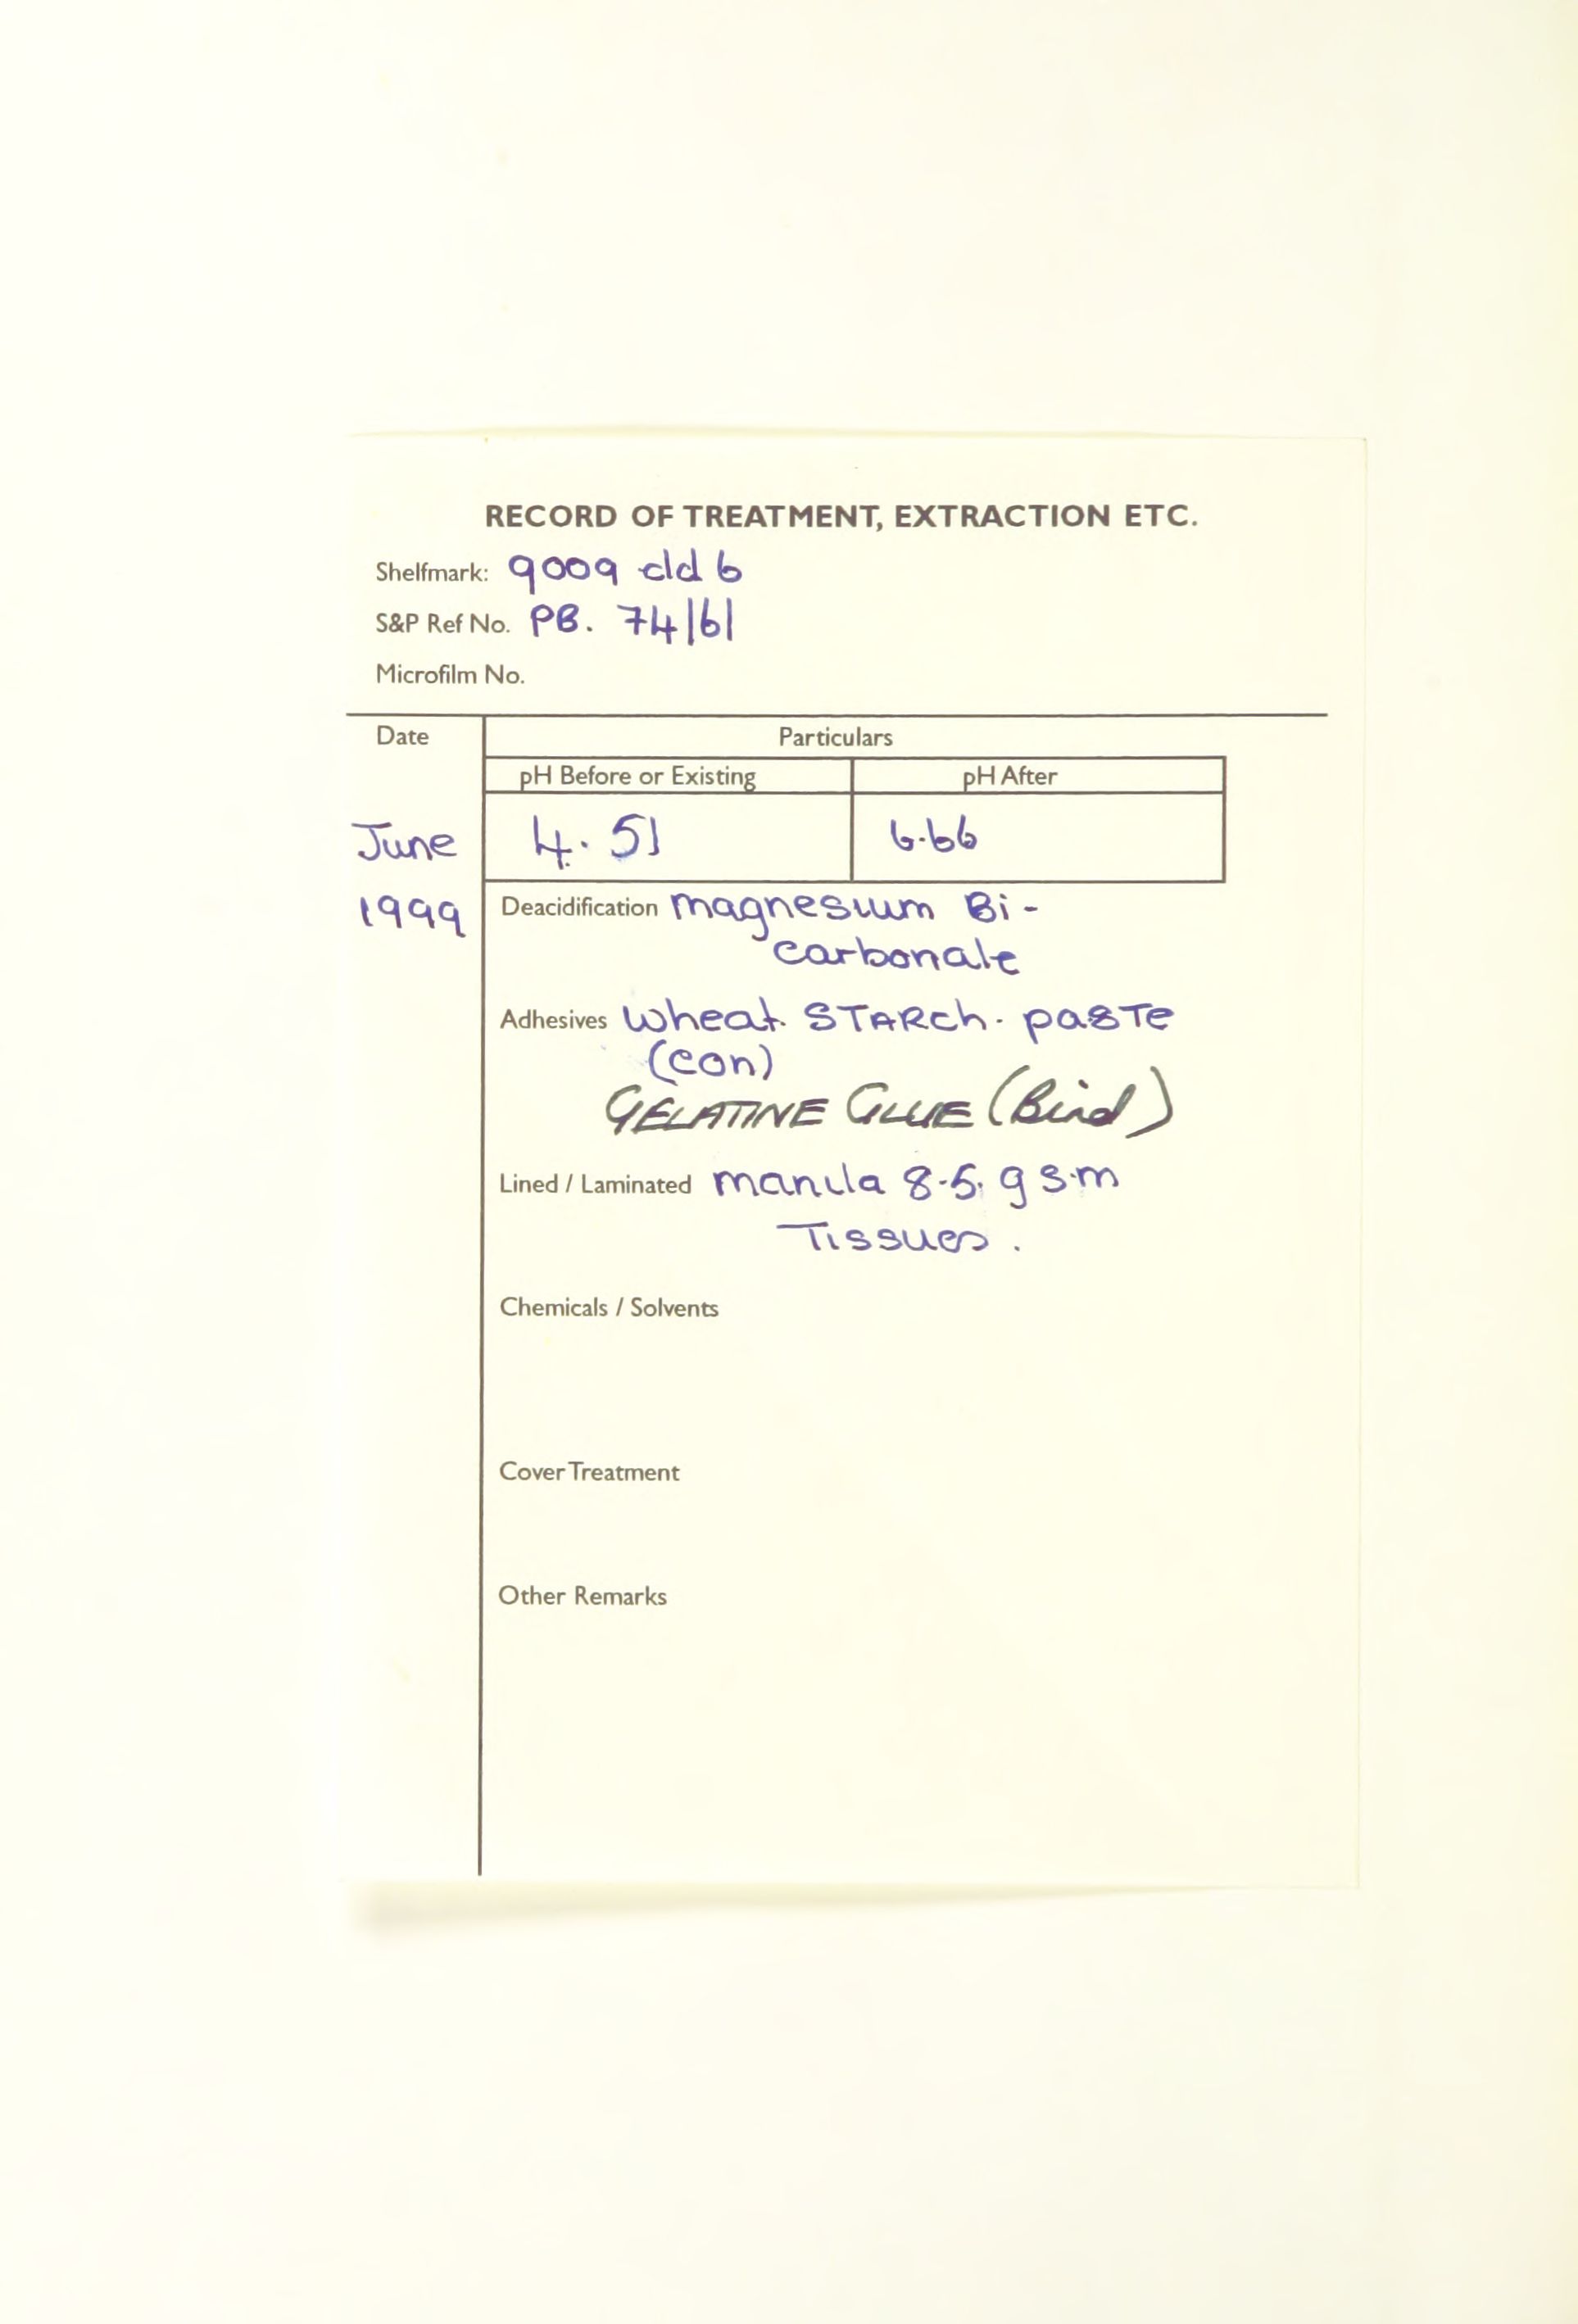 RECORD OF TREATMENT, EXTRACTION ETC.
Shelfmark: 9009 dd 6
S&P Ref No. PB. 74/61
Microfilm No.
Date Particulars
pH Before or Existing pH After
June 4.51 6.66
1999 Deacidification magnesium Bi-
carbonate
Adhesives wheat STARCh. pasTe
(con)
GELATINE GLUE (Bind)
Lined / Laminated manila 8.5. gs.m
Tissues.
Chemicals / Solvents
Cover Treatment
Other Remarks